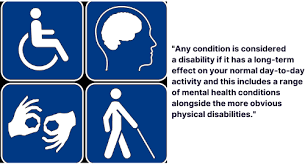 "Any condition is considered
a disability if it has a long-term
effect on your normal day-to-day
activity and this includes a range
of mental health conditions
alongside the more obvious
physical disabilities."